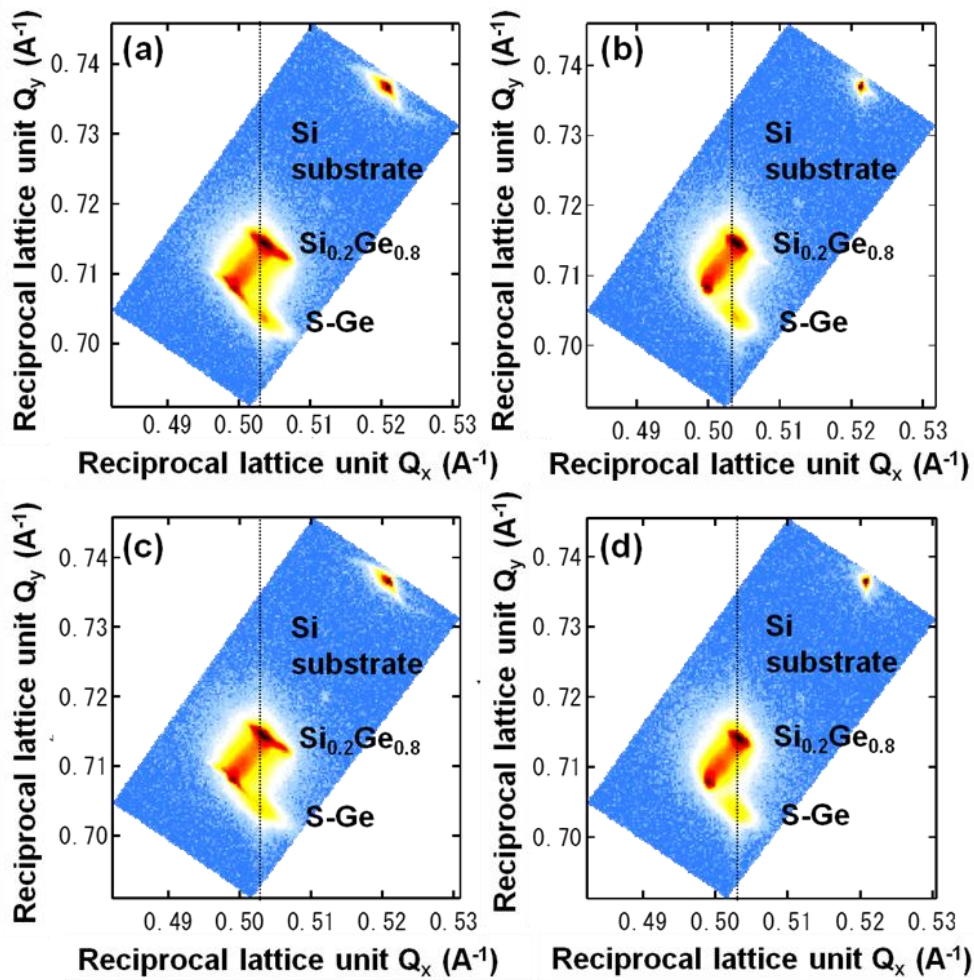 (a)
Reciprocal lattice unit Q_y (A⁻¹)
0.74
0.73
0.72
0.71
0.70
Si
substrate
Si₀.₂Ge₀.₈
S-Ge
0.49 0.50 0.51 0.52 0.53
Reciprocal lattice unit Qₓ (A⁻¹)
(b)
Reciprocal lattice unit Q_y (A⁻¹)
0.74
0.73
0.72
0.71
0.70
Si
substrate
Si₀.₂Ge₀.₈
S-Ge
0.49 0.50 0.51 0.52 0.53
Reciprocal lattice unit Qₓ (A⁻¹)
(c)
Reciprocal lattice unit Q_y (A⁻¹)
0.74
0.73
0.72
0.71
0.70
Si
substrate
Si₀.₂Ge₀.₈
S-Ge
0.49 0.50 0.51 0.52 0.53
Reciprocal lattice unit Qₓ (A⁻¹)
(d)
Reciprocal lattice unit Q_y (A⁻¹)
0.74
0.73
0.72
0.71
0.70
Si
substrate
Si₀.₂Ge₀.₈
S-Ge
0.49 0.50 0.51 0.52 0.53
Reciprocal lattice unit Qₓ (A⁻¹)